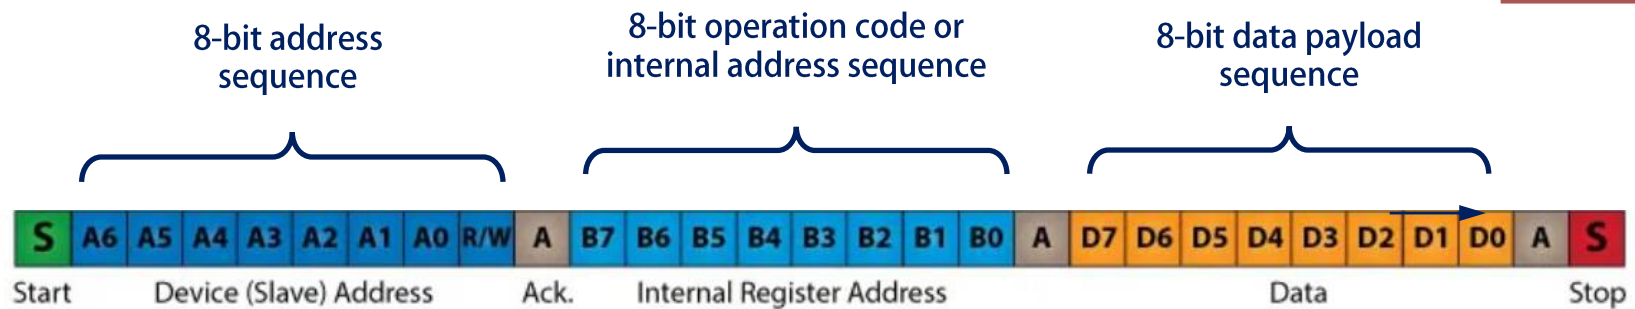 8-bit address
sequence
8-bit operation code or
internal address sequence
8-bit data payload
sequence
S A6 A5 A4 A3 A2 A1 A0 R/W A B7 B6 B5 B4 B3 B2 B1 B0 A D7 D6 D5 D4 D3 D2 D1 D0 A S
Start Device (Slave) Address Ack. Internal Register Address Data Stop